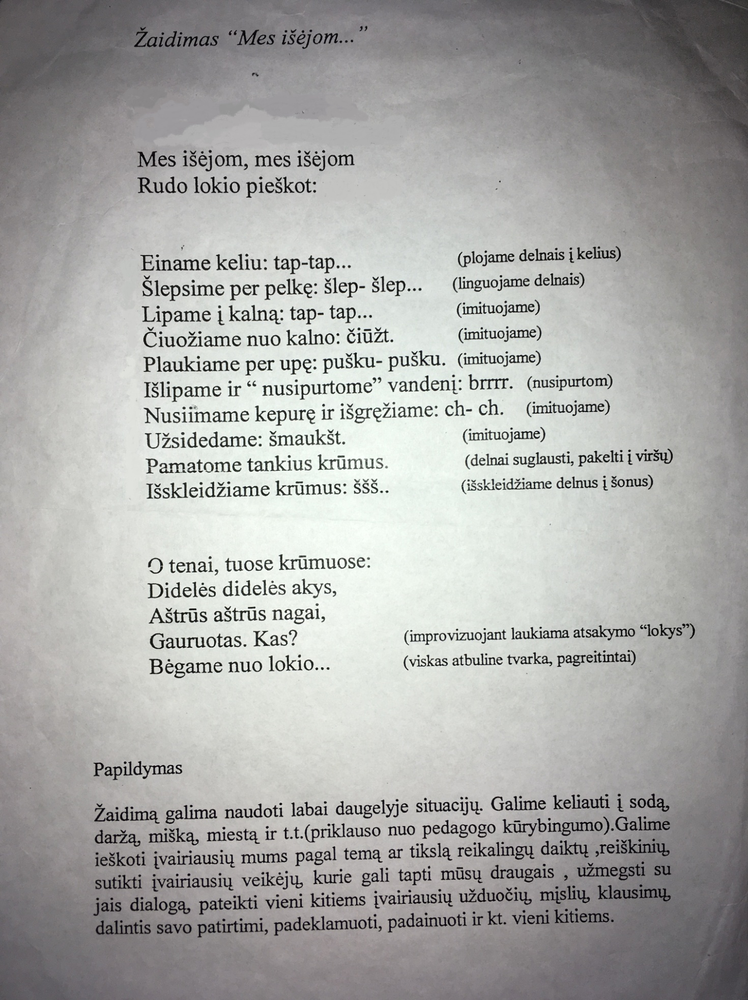 Žaidimas “Mes išėjom...”
Mes išėjom, mes išėjom
Rudo lokio pieškot:
Einame keliu: tap-tap... (plojame delnais į kelius)
Šlepsime per pelkę: šlep- šlep... (linguojame delnais)
Lipame į kalną: tap- tap... (imituojame)
Čiuožiame nuo kalno: čiūžt. (imituojame)
Plaukiame per upę: pušku- pušku. (imituojame)
Išlipame ir “ nusipurtome” vandenį: brrrr. (nusipurtom)
Nusiimame kepurę ir išgręžiame: ch- ch. (imituojame)
Užsidedame: šmaukšt. (imituojame)
Pamatome tankius krūmus. (delnai suglausti, pakelti į viršų)
Išskleidžiame krūmus: ššš.. (išskleidžiame delnus į šonus)
O tenai, tuose krūmuose:
Didelės didelės akys,
Aštrūs aštrūs nagai,
Gauruotas. Kas? (improvizuojant laukiama atsakymo “lokys”)
Bėgame nuo lokio... (viskas atbuline tvarka, pagreitintai)
Papildymas
Žaidimą galima naudoti labai daugelyje situacijų. Galime keliauti į sodą,
daržą, mišką, miestą ir t.t.(priklauso nuo pedagogo kūrybingumo).Galime
ieškoti įvairiausių mums pagal temą ar tikslą reikalingų daiktų ,reiškinių,
sutikti įvairiausių veikėjų, kurie gali tapti mūsų draugais , užmegsti su
jais dialogą, pateikti vieni kitiems įvairiausių užduočių, mįslių, klausimų,
dalintis savo patirtimi, padeklamuoti, padainuoti ir kt. vieni kitiems.